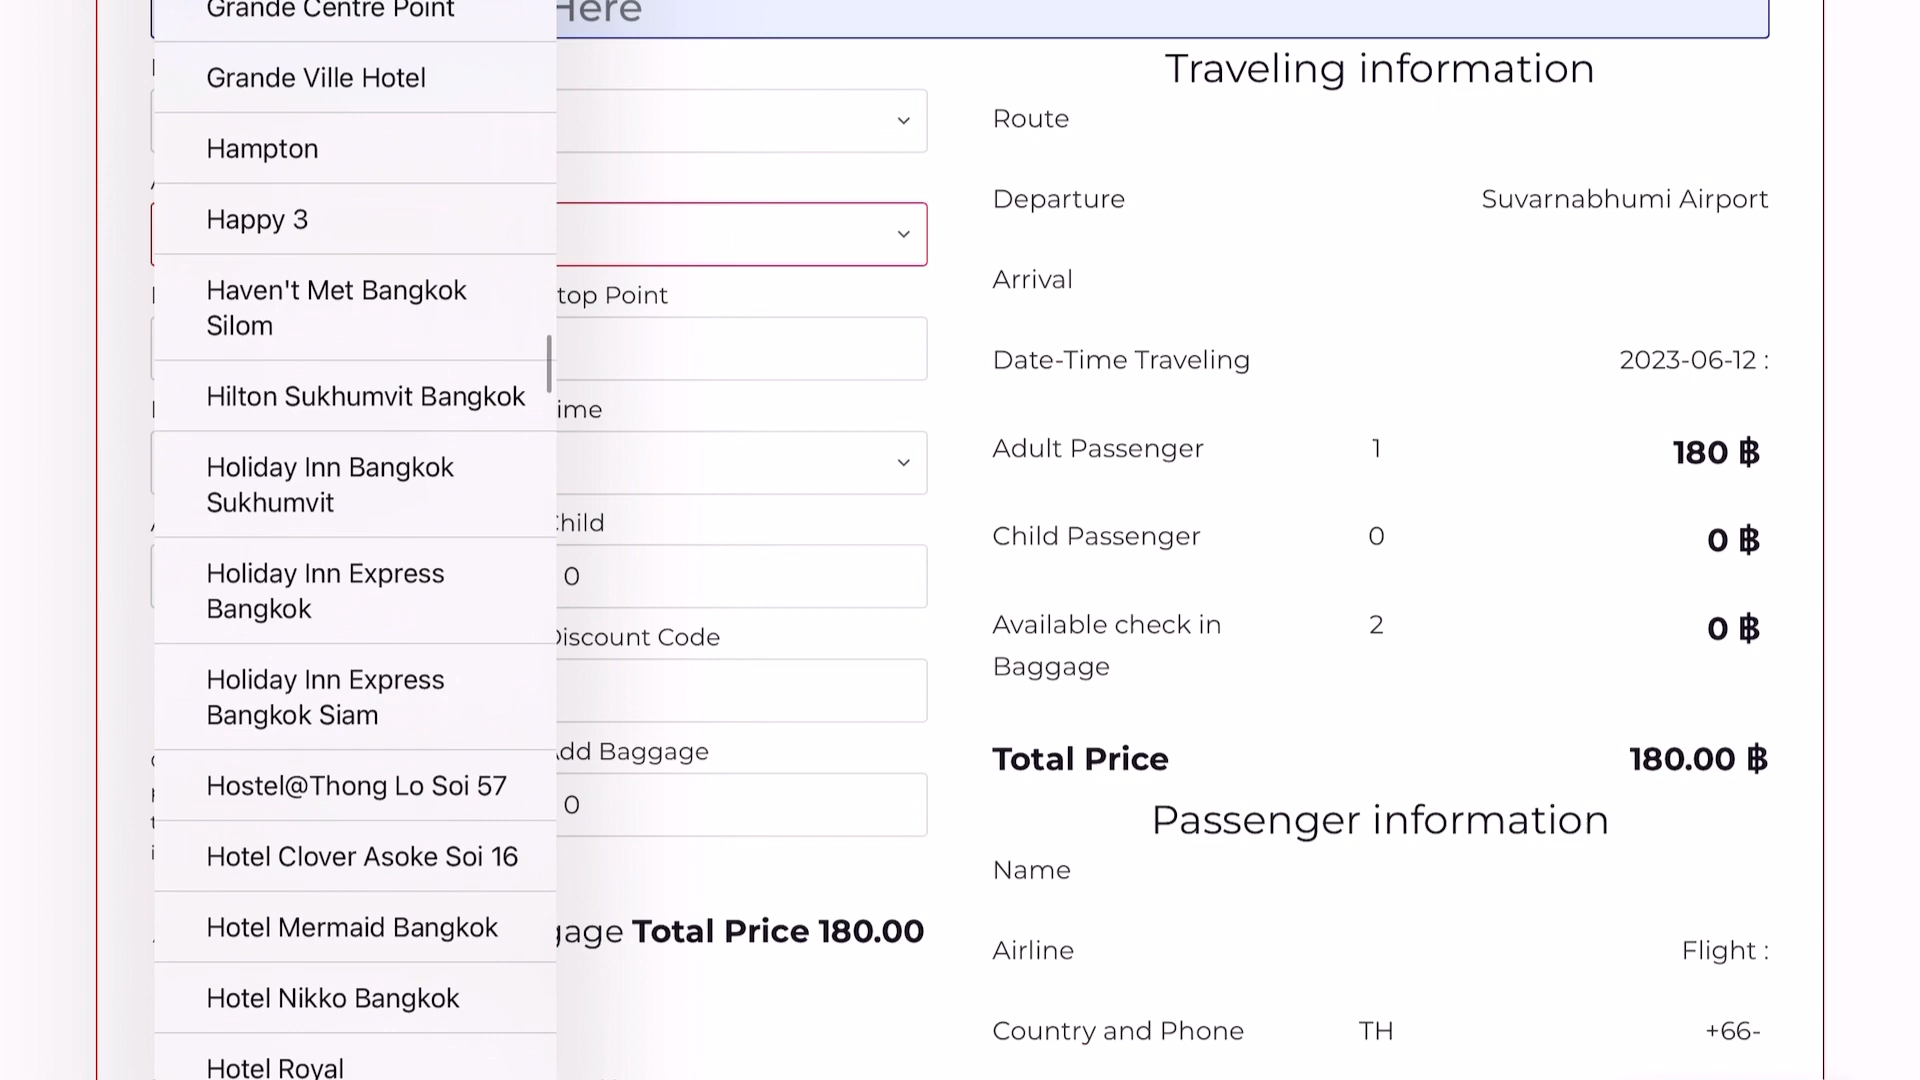 Grande Centre Point
Here
Grande Ville Hotel
Hampton
Happy 3
Haven't Met Bangkok
Silom
Hilton Sukhumvit Bangkok
Holiday Inn Bangkok
Sukhumvit
Holiday Inn Express
Bangkok
Holiday Inn Express
Bangkok Siam
Hostel@Thong Lo Soi 57
Hotel Clover Asoke Soi 16
Hotel Mermaid Bangkok
Hotel Nikko Bangkok
Hotel Royal
top Point
ime
Child
0
Discount Code
Add Baggage
0
gage Total Price 180.00
Traveling information
Route
Departure Suvarnabhumi Airport
Arrival
Date-Time Traveling 2023-06-12 :
Adult Passenger 1 180 ฿
Child Passenger 0 0 ฿
Available check in 2 0 ฿
Baggage
Total Price 180.00 ฿
Passenger information
Name
Airline Flight :
Country and Phone TH +66-